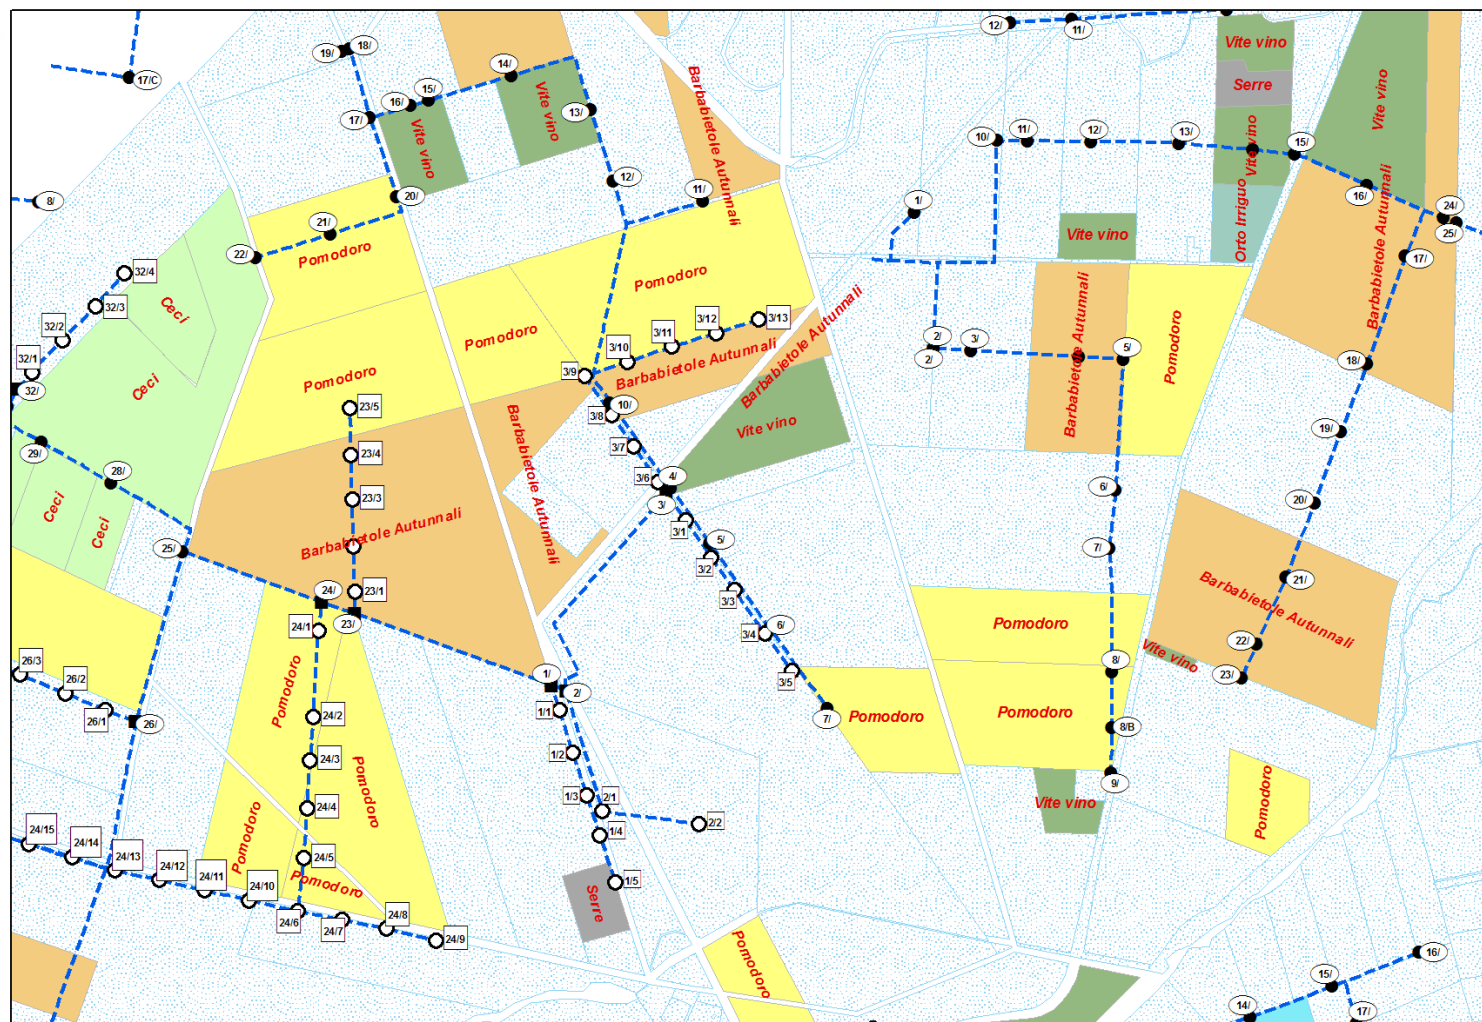 12/
11/
Vite vino
19/
18/
17/C
14/
Serre
Barbabietole Autunnali
Vite vino
16/
15/
Vite vino
13/
17/
Vite vino
10/
11/
12/
13/
Vite vino
15/
12/
11/
16/
20/
8/
1/
24/
25/
21/
22/
Pomodoro
Orto Irriguo
Vite vino
Barbabietole Autunnali
17/
32/4
32/3
Ceci
Pomodoro
32/2
32/1
32/
Ceci
Pomodoro
3/13
3/12
3/11
3/10
3/9
Barbabietole Autunnali
Barbabietole Autunnali
2/
2/
3/
Barbabietole Autunnali
5/
Pomodoro
18/
Pomodoro
23/5
10/
3/8
Vite vino
19/
29/
28/
23/4
3/7
Barbabietole Autunnali
3/6
4/
3/
6/
20/
Ceci
Ceci
23/3
3/1
25/
Barbabietole Autunnali
5/
3/2
7/
21/
Barbabietole Autunnali
24/
23/1
23/
24/1
3/3
3/4
6/
Pomodoro
22/
Vite vino
23/
26/3
26/2
26/1
26/
Pomodoro
1/
2/
3/5
8/
1/1
7/
Pomodoro
Pomodoro
24/2
8/B
1/2
24/3
Pomodoro
9/
Vite vino
Pomodoro
1/3
2/1
24/4
2/2
1/4
24/15
24/14
24/13
24/12
24/11
24/10
Pomodoro
24/5
Pomodoro
1/5
Serre
24/6
24/7
24/8
24/9
Pomodoro
16/
15/
14/
17/